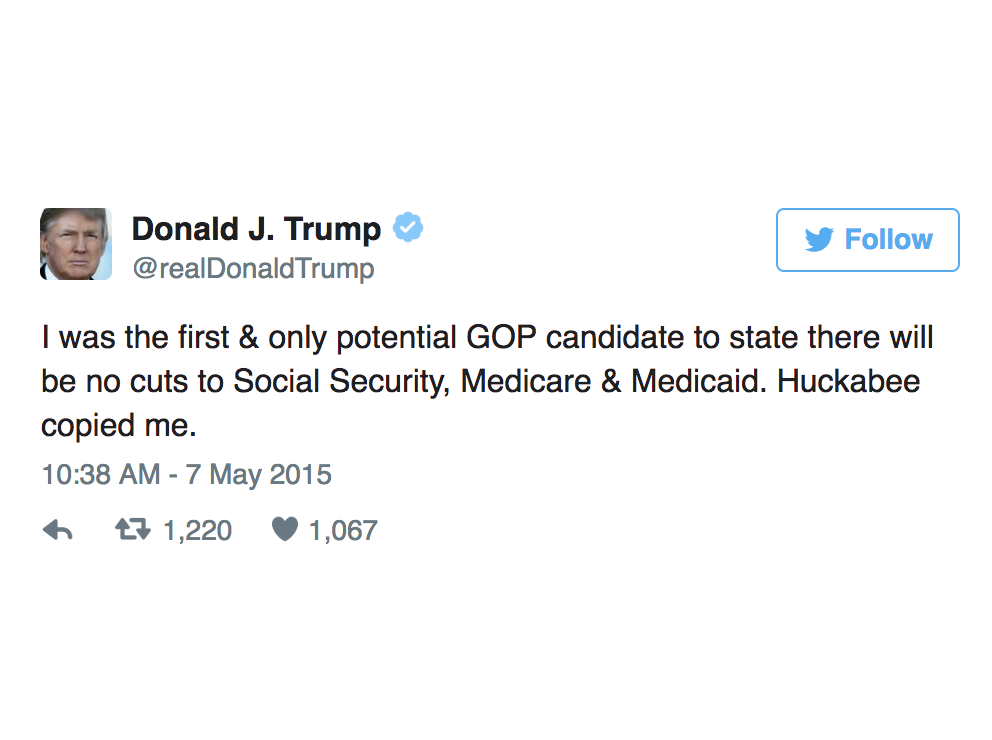 Donald J. Trump
@realDonaldTrump
Follow
I was the first & only potential GOP candidate to state there will
be no cuts to Social Security, Medicare & Medicaid. Huckabee
copied me.
10:38 AM - 7 May 2015
1,220 1,067